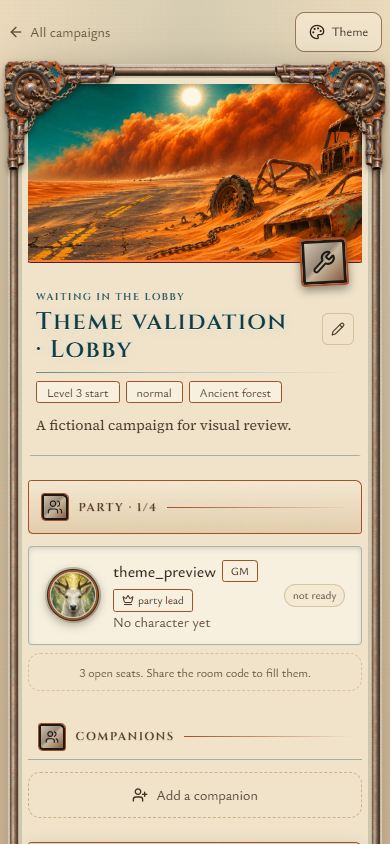 All campaigns
Theme
WAITING IN THE LOBBY
THEME VALIDATION
· LOBBY
Level 3 start
normal
Ancient forest
A fictional campaign for visual review.
PARTY · 1/4
theme_preview
GM
party lead
not ready
No character yet
3 open seats. Share the room code to fill them.
COMPANIONS
Add a companion